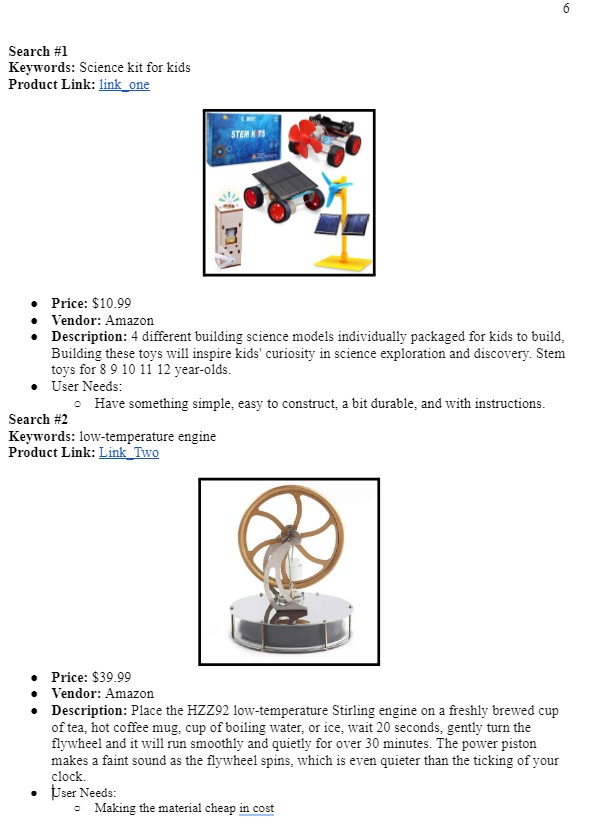 6
Search #1
Keywords: Science kit for kids
Product Link: link_one
STEM KITS
● Price: $10.99
● Vendor: Amazon
● Description: 4 different building science models individually packaged for kids to build,
Building these toys will inspire kids' curiosity in science exploration and discovery. Stem
toys for 8 9 10 11 12 year-olds.
● User Needs:
○ Have something simple, easy to construct, a bit durable, and with instructions.
Search #2
Keywords: low-temperature engine
Product Link: Link_Two
● Price: $39.99
● Vendor: Amazon
● Description: Place the HZZ92 low-temperature Stirling engine on a freshly brewed cup
of tea, hot coffee mug, cup of boiling water, or ice, wait 20 seconds, gently turn the
flywheel and it will run smoothly and quietly for over 30 minutes. The power piston
makes a faint sound as the flywheel spins, which is even quieter than the ticking of your
clock.
● User Needs:
○ Making the material cheap in cost